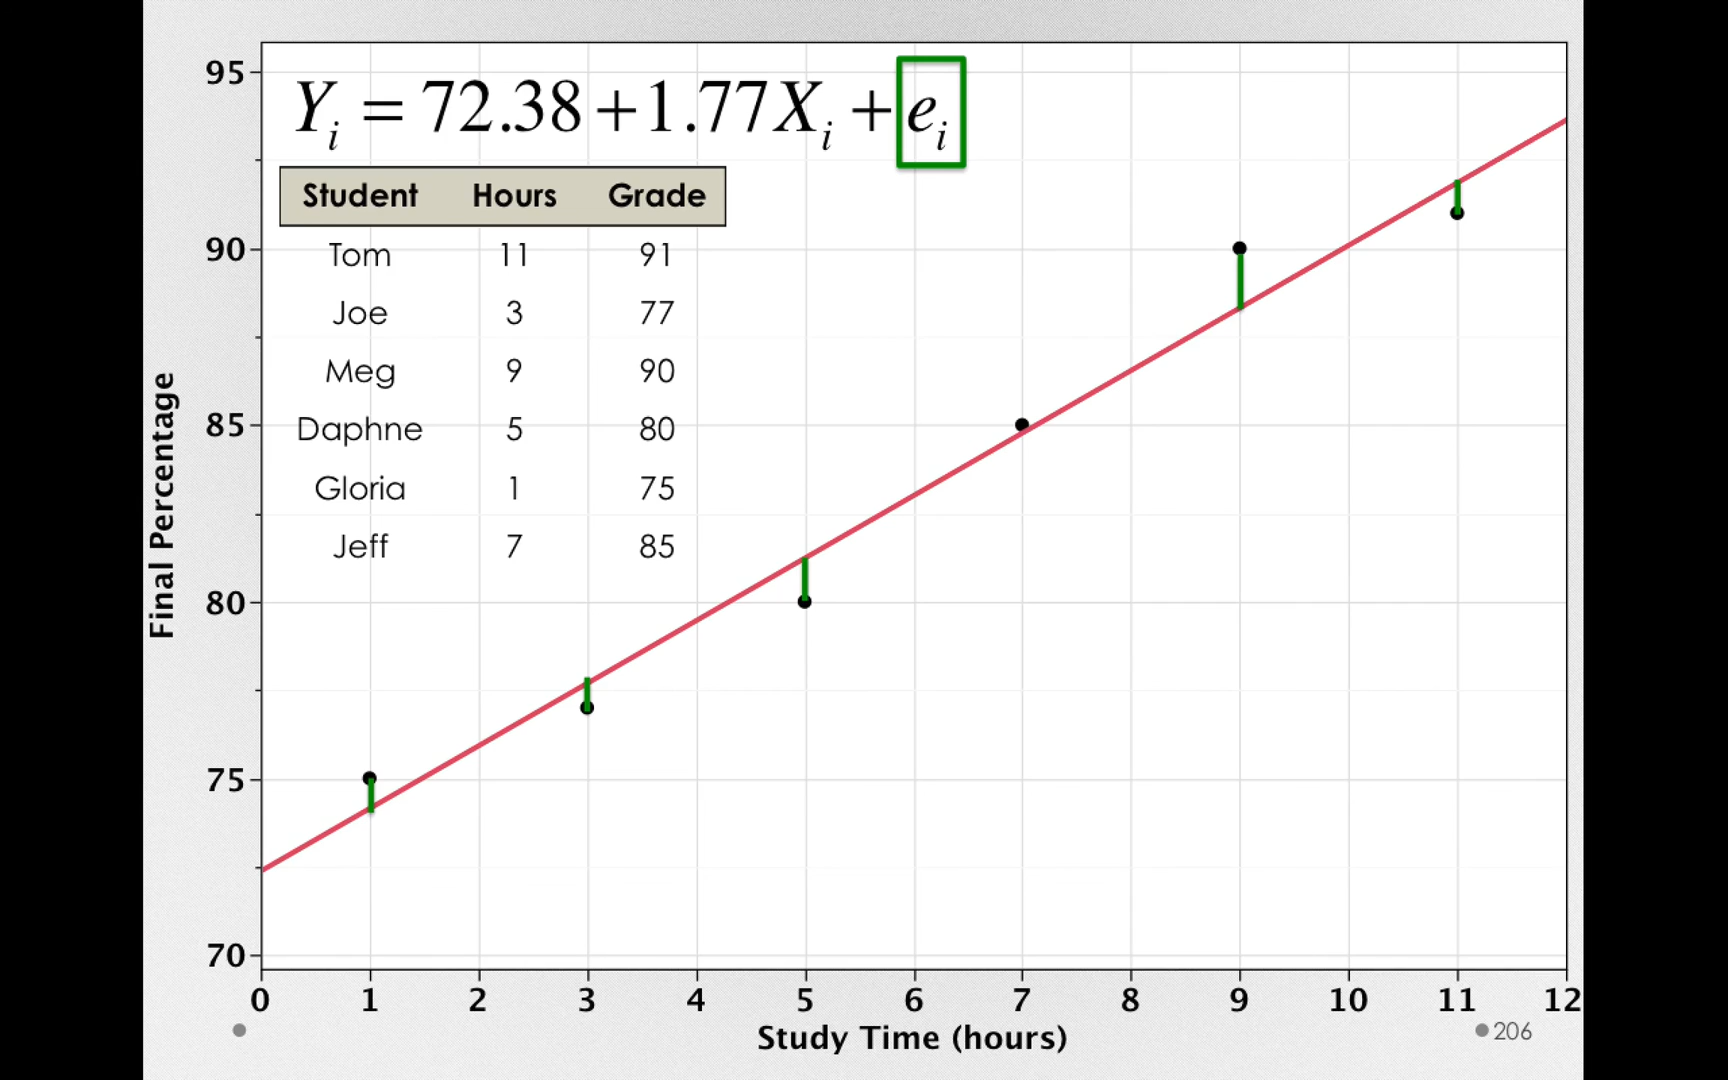 Yᵢ = 72.38 + 1.77Xᵢ + eᵢ
Student Hours Grade
Tom 11 91
Joe 3 77
Meg 9 90
Daphne 5 80
Gloria 1 75
Jeff 7 85
95
90
85
80
75
70
Final Percentage
0 1 2 3 4 5 6 7 8 9 10 11 12
Study Time (hours)
206